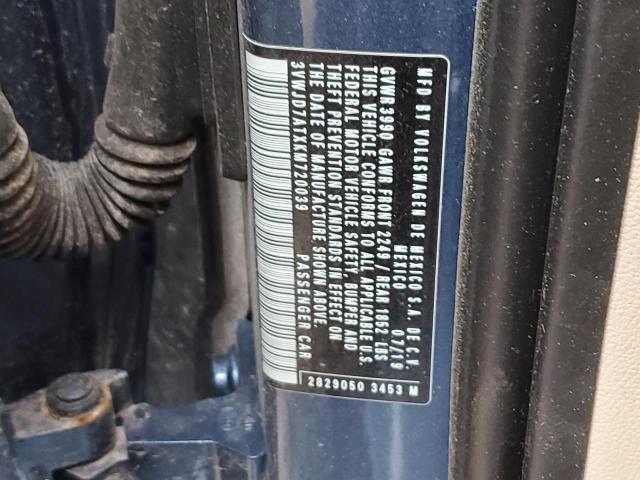 MFD BY VOLKSWAGEN DE MEXICO S.A. DE C.V.
MEXICO 07/19
GVWR 3990 GAWR FRONT 2249 / REAR 1852 LBS
THIS VEHICLE CONFORMS TO ALL APPLICABLE U.S.
FEDERAL MOTOR VEHICLE SAFETY, BUMPER AND
THEFT PREVENTION STANDARDS IN EFFECT ON
THE DATE OF MANUFACTURE SHOWN ABOVE.
3VWJD7ATXKM720039 PASSENGER CAR
2829050 3453 M